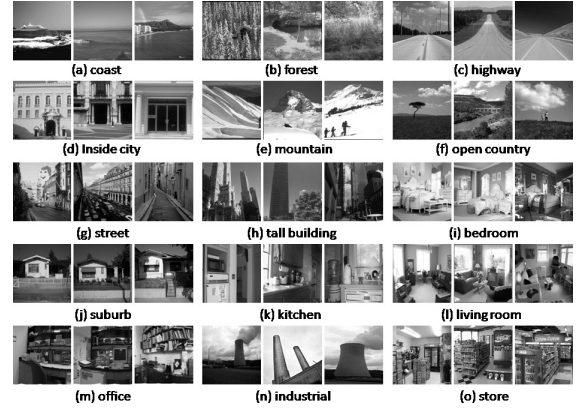 (a) coast (b) forest (c) highway
(d) Inside city (e) mountain (f) open country
(g) street (h) tall building (i) bedroom
(j) suburb (k) kitchen (l) living room
(m) office (n) industrial (o) store